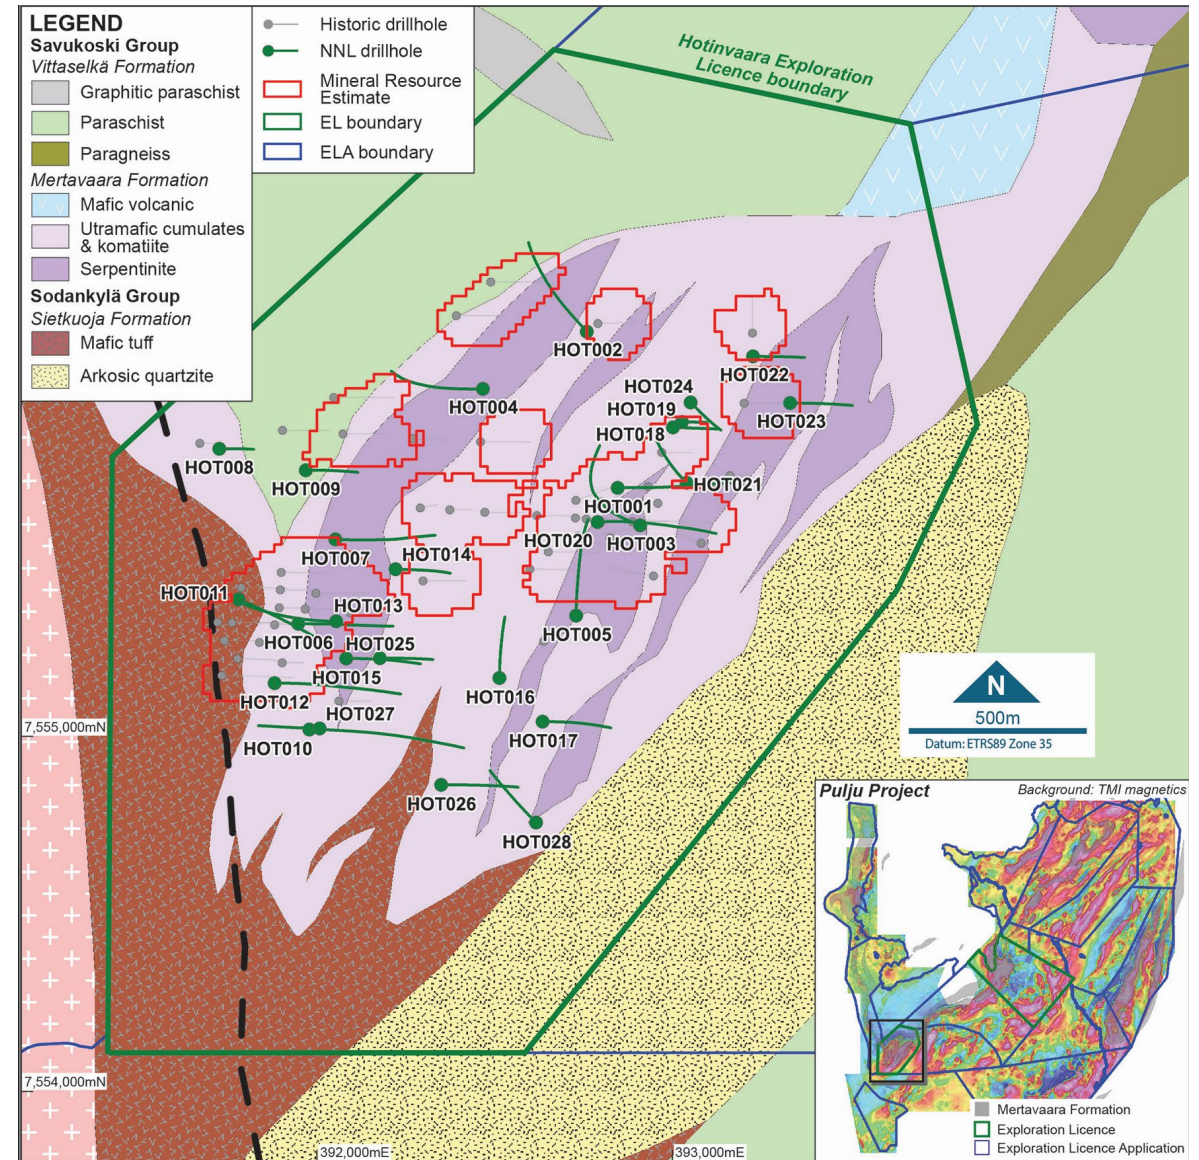 LEGEND
Savukoski Group
Vittaselkä Formation
Graphitic paraschist
Paraschist
Paragneiss
Mertavaara Formation
Mafic volcanic
Utramafic cumulates
& komatiite
Serpentinite
Sodankylä Group
Sietkuoja Formation
Mafic tuff
Arkosic quartzite
Historic drillhole
NNL drillhole
Mineral Resource
Estimate
EL boundary
ELA boundary
Hotinvaara Exploration
Licence boundary
HOT002
HOT022
HOT004
HOT024
HOT019
HOT018
HOT023
HOT008
HOT009
HOT021
HOT001
HOT020
HOT003
HOT007
HOT014
HOT011
HOT013
HOT006
HOT025
HOT005
HOT015
HOT012
HOT016
HOT027
HOT010
HOT017
HOT026
HOT028
7,555,000mN
7,554,000mN
392,000mE
393,000mE
N
500m
Datum: ETRS89 Zone 35
Pulju Project
Background: TMI magnetics
Mertavaara Formation
Exploration Licence
Exploration Licence Application